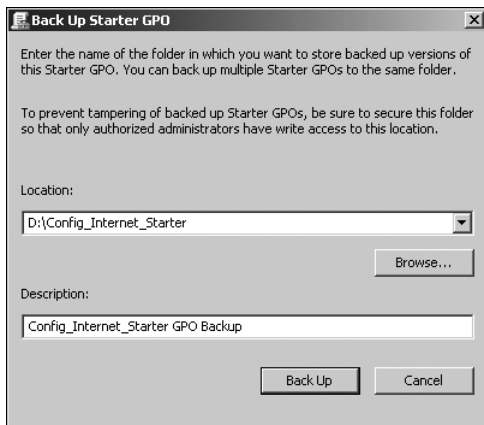 Back Up Starter GPO
Enter the name of the folder in which you want to store backed up versions of
this Starter GPO. You can back up multiple Starter GPOs to the same folder.
To prevent tampering of backed up Starter GPOs, be sure to secure this folder
so that only authorized administrators have write access to this location.
Location:
D:\Config_Internet_Starter
Browse...
Description:
Config_Internet_Starter GPO Backup
Back Up
Cancel